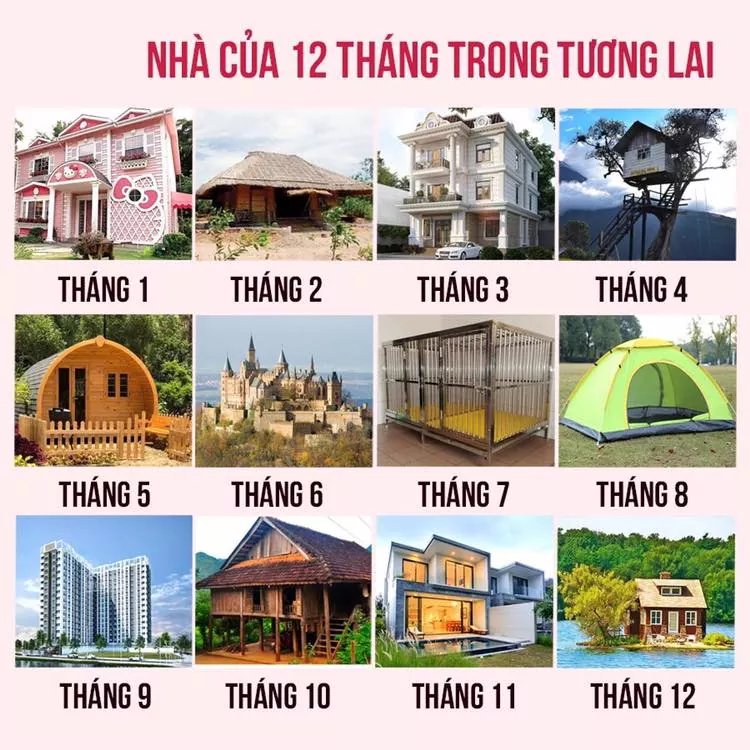 NHÀ CỦA 12 THÁNG TRONG TƯƠNG LAI
THÁNG 1
THÁNG 2
THÁNG 3
THÁNG 4
THÁNG 5
THÁNG 6
THÁNG 7
THÁNG 8
THÁNG 9
THÁNG 10
THÁNG 11
THÁNG 12